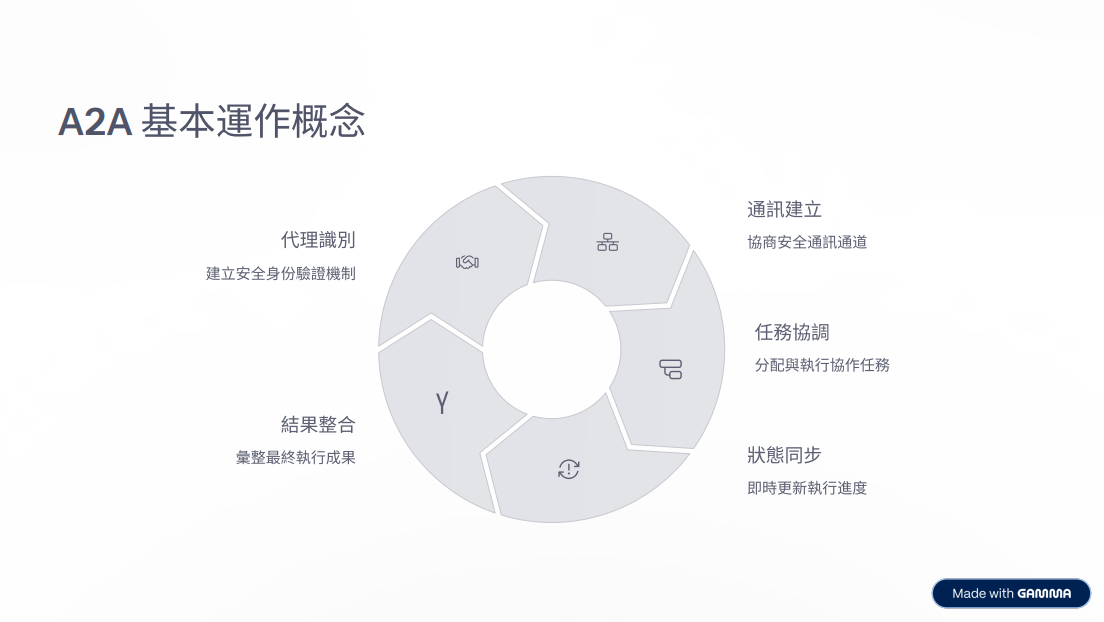 A2A 基本運作概念
代理識別
建立安全身份驗證機制
通訊建立
協商安全通訊通道
任務協調
分配與執行協作任務
狀態同步
即時更新執行進度
結果整合
彙整最終執行成果
Made with GAMMA